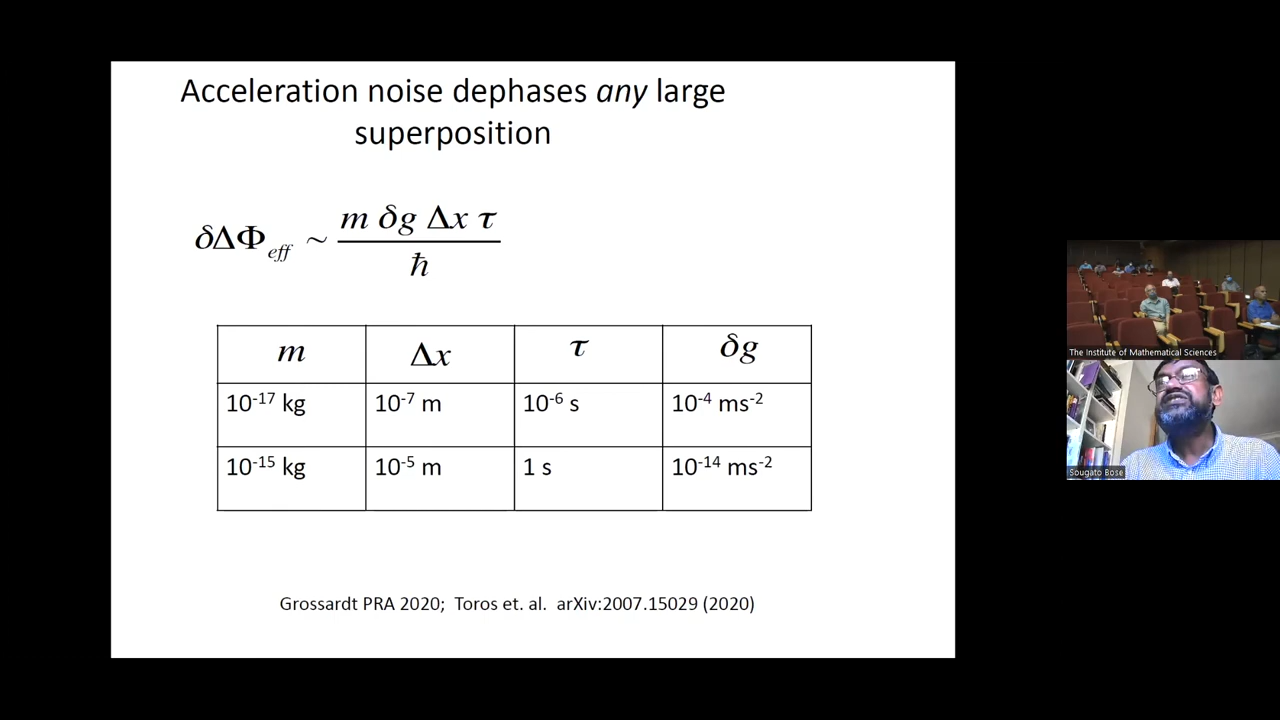 Acceleration noise dephases any large
superposition
δΔΦ_eff ~ (m δg Δx τ) / ħ
m Δx τ δg
10⁻¹⁷ kg 10⁻⁷ m 10⁻⁶ s 10⁻⁴ ms⁻²
10⁻¹⁵ kg 10⁻⁵ m 1 s 10⁻¹⁴ ms⁻²
Grossardt PRA 2020; Toros et. al. arXiv:2007.15029 (2020)
The Institute of Mathematical Sciences
Sougato Bose